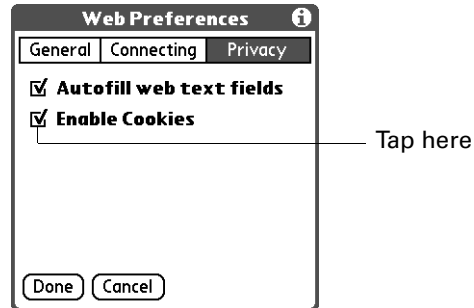 Web Preferences i
General Connecting Privacy
Autofill web text fields
Enable Cookies
Tap here
Done Cancel